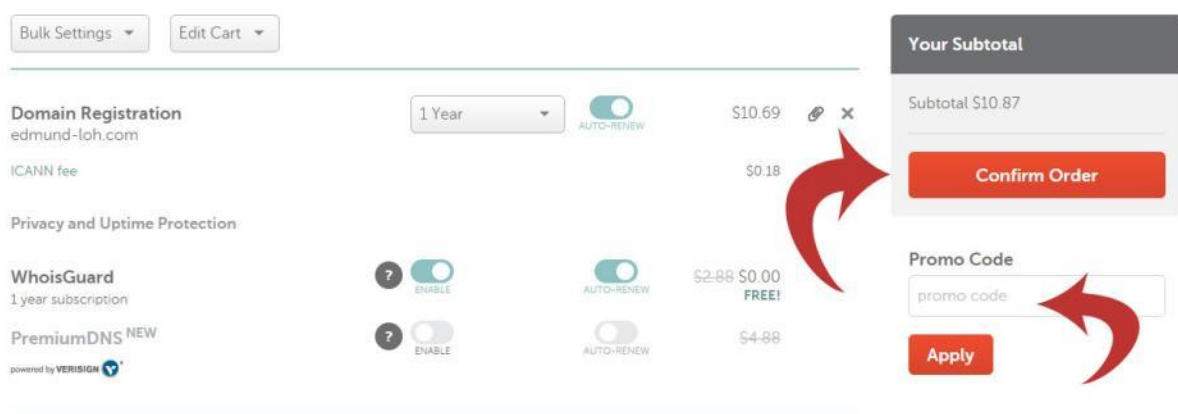 Bulk Settings
Edit Cart
Domain Registration
edmund-loh.com
1 Year
AUTO-RENEW
$10.69
ICANN fee
$0.18
Privacy and Uptime Protection
WhoisGuard
1 year subscription
?
ENABLE
AUTO-RENEW
$2.88 $0.00
FREE!
PremiumDNS NEW
powered by VERISIGN
?
ENABLE
AUTO-RENEW
$4.88
Your Subtotal
Subtotal $10.87
Confirm Order
Promo Code
promo code
Apply